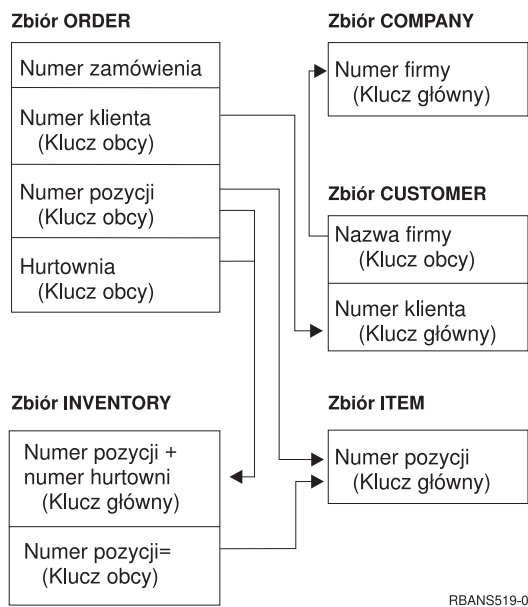 Zbiór ORDER
Numer zamówienia
Numer klienta
(Klucz obcy)
Numer pozycji
(Klucz obcy)
Hurtownia
(Klucz obcy)
Zbiór COMPANY
Numer firmy
(Klucz główny)
Zbiór CUSTOMER
Nazwa firmy
(Klucz obcy)
Numer klienta
(Klucz główny)
Zbiór INVENTORY
Numer pozycji +
numer hurtowni
(Klucz główny)
Numer pozycji=
(Klucz obcy)
Zbiór ITEM
Numer pozycji
(Klucz główny)
RBANS519-0